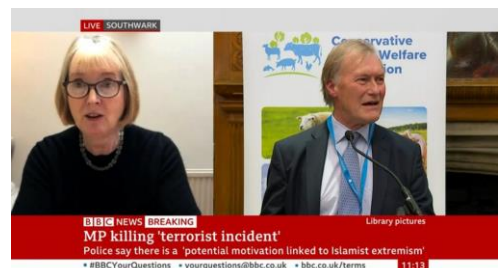 LIVE SOUTHWARK
Conservative
Welfare
BBC NEWS BREAKING
Library pictures
MP killing 'terrorist incident'
Police say there is a 'potential motivation linked to Islamist extremism'
• #BBCYourQuestions • yourquestions@bbc.co.uk • bbc.co.uk/terms 11:13